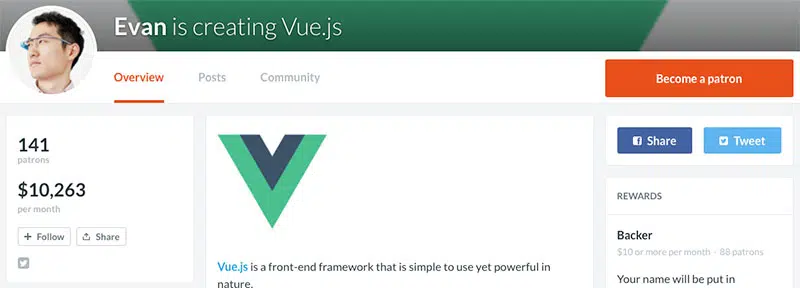 Evan is creating Vue.js
Overview
Posts
Community
Become a patron
141
patrons
$10,263
per month
Follow
Share
Vue.js is a front-end framework that is simple to use yet powerful in
nature.
Share
Tweet
REWARDS
Backer
$10 or more per month · 88 patrons
Your name will be put in